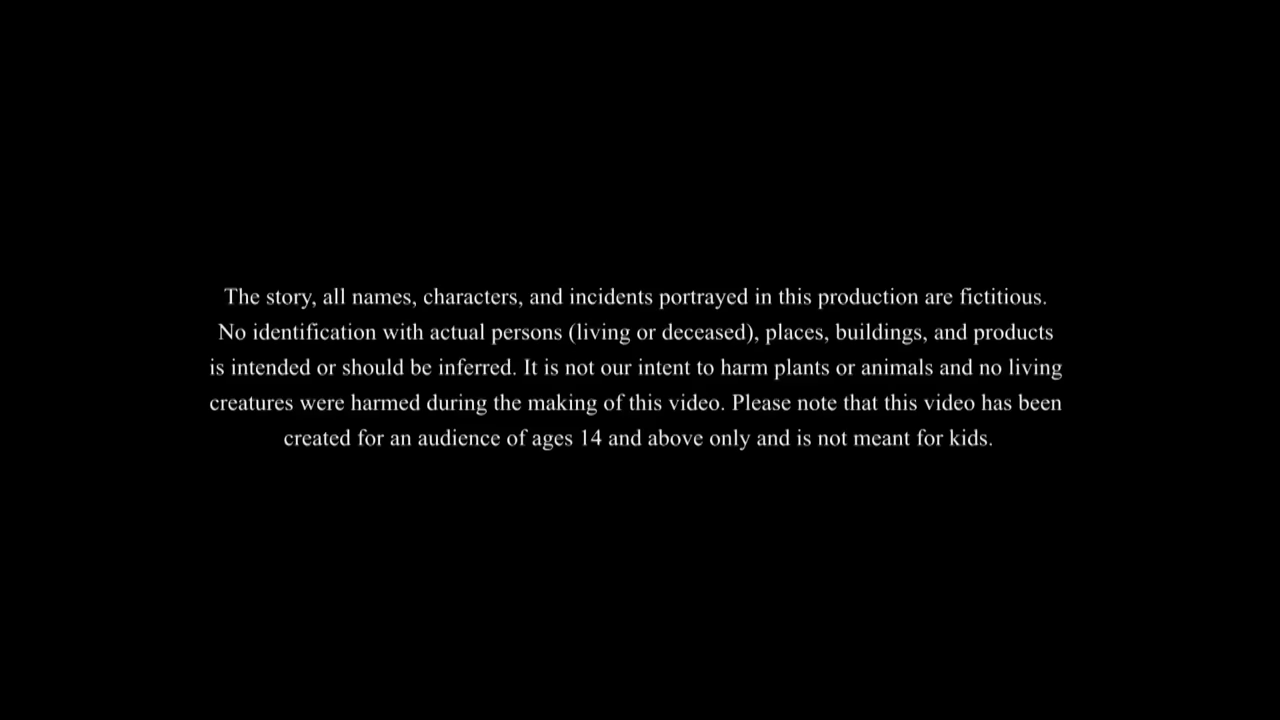 The story, all names, characters, and incidents portrayed in this production are fictitious.
No identification with actual persons (living or deceased), places, buildings, and products
is intended or should be inferred. It is not our intent to harm plants or animals and no living
creatures were harmed during the making of this video. Please note that this video has been
created for an audience of ages 14 and above only and is not meant for kids.